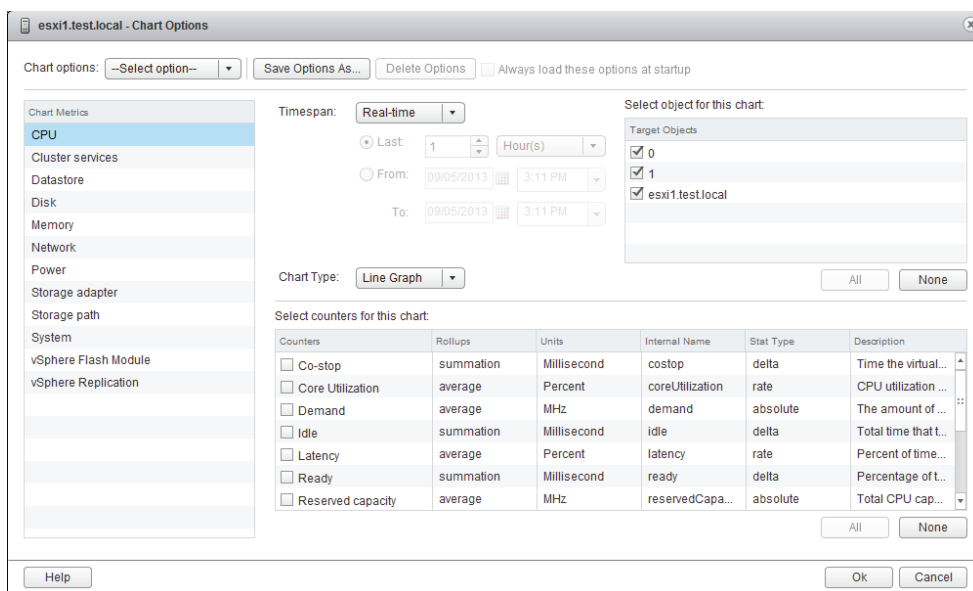 esxi1.test.local - Chart Options
Chart options: --Select option-- Save Options As... Delete Options Always load these options at startup
Chart Metrics
CPU
Cluster services
Datastore
Disk
Memory
Network
Power
Storage adapter
Storage path
System
vSphere Flash Module
vSphere Replication
Timespan: Real-time
Last: 1 Hour(s)
From: 09/05/2013 3:11 PM
To: 09/05/2013 3:11 PM
Chart Type: Line Graph
Select object for this chart:
Target Objects
0
1
esxi1.test.local
All None
Select counters for this chart:
Counters Rollups Units Internal Name Stat Type Description
Co-stop summation Millisecond costop delta Time the virtual...
Core Utilization average Percent coreUtilization rate CPU utilization ...
Demand average MHz demand absolute The amount of ...
Idle summation Millisecond idle delta Total time that t...
Latency average Percent latency rate Percent of time...
Ready summation Millisecond ready delta Percentage of t...
Reserved capacity average MHz reservedCapa... absolute Total CPU cap...
All None
Help Ok Cancel